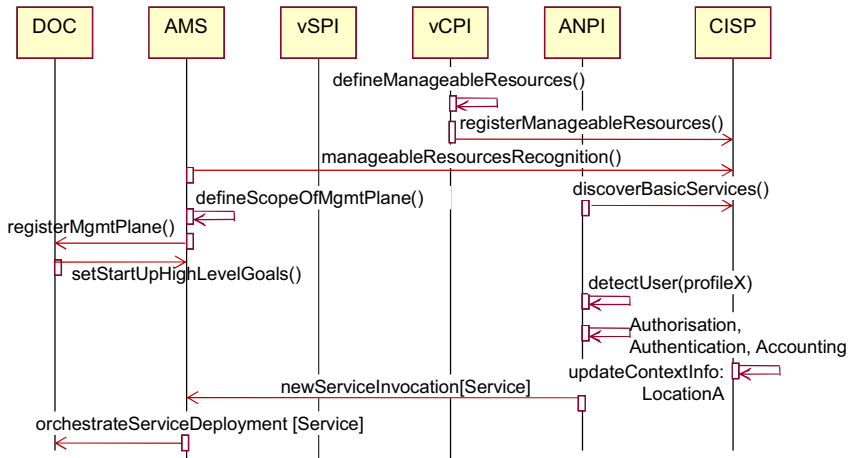 DOC AMS vSPI vCPI ANPI CISP
defineManageableResources()
registerManageableResources()
manageableResourcesRecognition()
defineScopeOfMgmtPlane()
discoverBasicServices()
registerMgmtPlane()
setStartUpHighLevelGoals()
detectUser(profileX)
Authorisation,
Authentication, Accounting
updateContextInfo:
LocationA
newServiceInvocation[Service]
orchestrateServiceDeployment [Service]